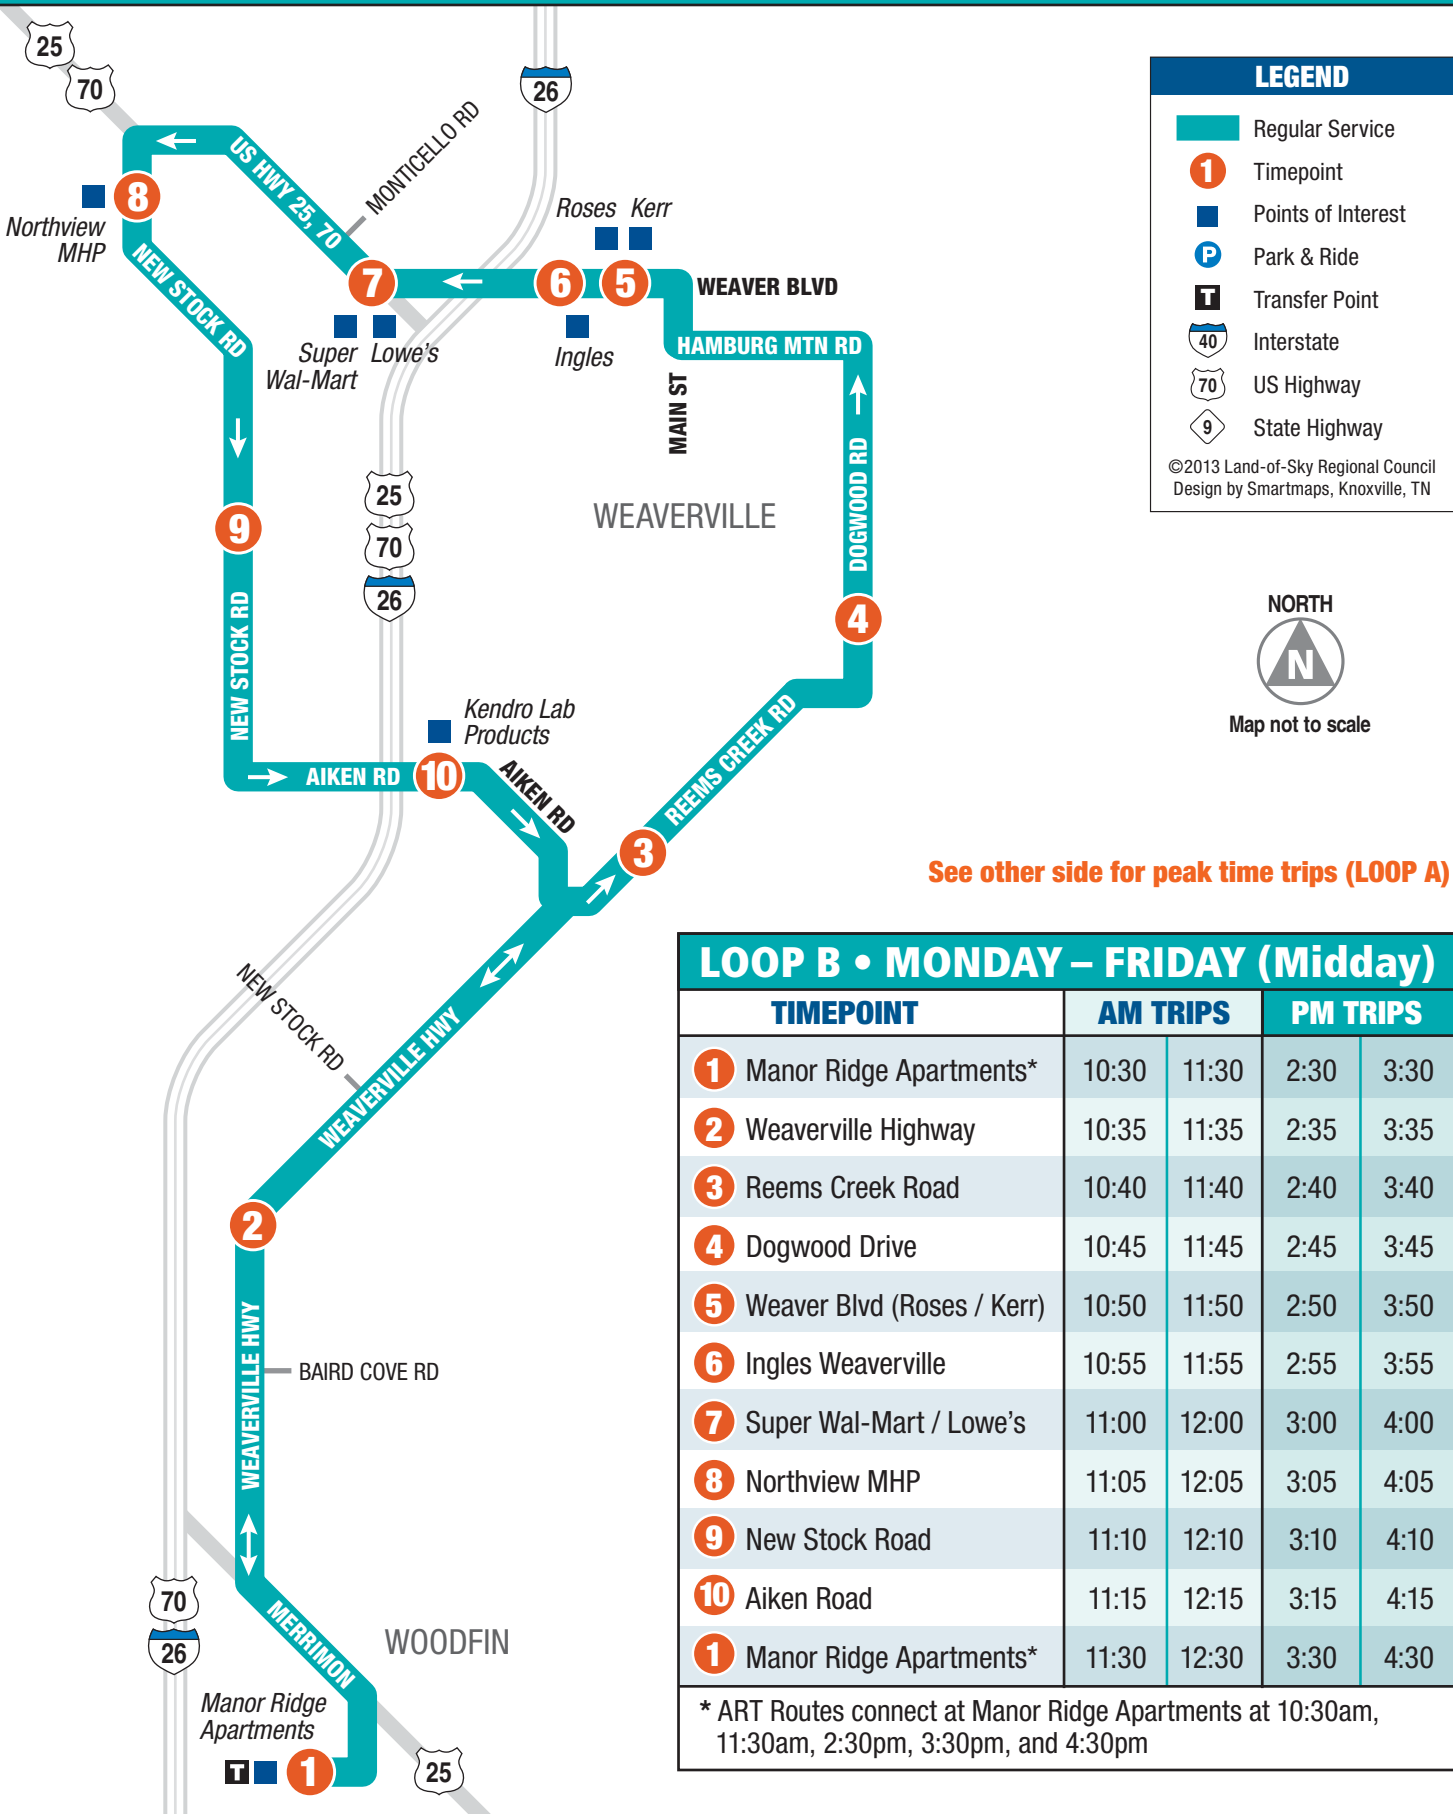 25
70
26
MONTICELLO RD
US HWY 25, 70
8
Northview
MHP
Roses Kerr
7
6
5
WEAVER BLVD
NEW STOCK RD
Super
Wal-Mart
Lowe's
Ingles
HAMBURG MTN RD
MAIN ST
DOGWOOD RD
9
25
70
26
WEAVERVILLE
4
NEW STOCK RD
Kendro Lab
Products
AIKEN RD
10
AIKEN RD
REEMS CREEK RD
3
NEW STOCK RD
WEAVERVILLE HWY
2
WEAVERVILLE HWY
BAIRD COVE RD
70
26
MERRIMON
WOODFIN
Manor Ridge
Apartments
T
1
25
LEGEND
Regular Service
1 Timepoint
Points of Interest
P Park & Ride
T Transfer Point
40 Interstate
70 US Highway
9 State Highway
©2013 Land-of-Sky Regional Council
Design by Smartmaps, Knoxville, TN
NORTH
N
Map not to scale
See other side for peak time trips (LOOP A)
LOOP B • MONDAY – FRIDAY (Midday)
TIMEPOINT AM TRIPS PM TRIPS
1 Manor Ridge Apartments* 10:30 11:30 2:30 3:30
2 Weaverville Highway 10:35 11:35 2:35 3:35
3 Reems Creek Road 10:40 11:40 2:40 3:40
4 Dogwood Drive 10:45 11:45 2:45 3:45
5 Weaver Blvd (Roses / Kerr) 10:50 11:50 2:50 3:50
6 Ingles Weaverville 10:55 11:55 2:55 3:55
7 Super Wal-Mart / Lowe's 11:00 12:00 3:00 4:00
8 Northview MHP 11:05 12:05 3:05 4:05
9 New Stock Road 11:10 12:10 3:10 4:10
10 Aiken Road 11:15 12:15 3:15 4:15
1 Manor Ridge Apartments* 11:30 12:30 3:30 4:30
* ART Routes connect at Manor Ridge Apartments at 10:30am,
11:30am, 2:30pm, 3:30pm, and 4:30pm